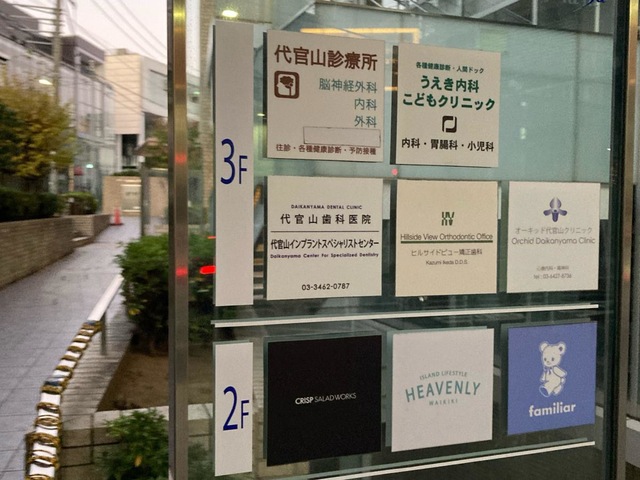 3F
代官山診療所
脳神経外科
内科
外科
往診・各種健康診断・予防接種
各種健康診断・人間ドック
うえき内科
こどもクリニック
内科・胃腸科・小児科
DAIKANYAMA DENTAL CLINIC
代官山歯科医院
代官山インプラントスペシャリストセンター
Daikanyama Center For Specialized Dentistry
03-3462-0787
Hillside View Orthodontic Office
ヒルサイドビュー矯正歯科
Kazumi Ikeda D.D.S.
オーキッド代官山クリニック
Orchid Daikanyama Clinic
2F
CRISP SALAD WORKS
ISLAND LIFESTYLE
HEAVENLY
WAIKIKI
familiar